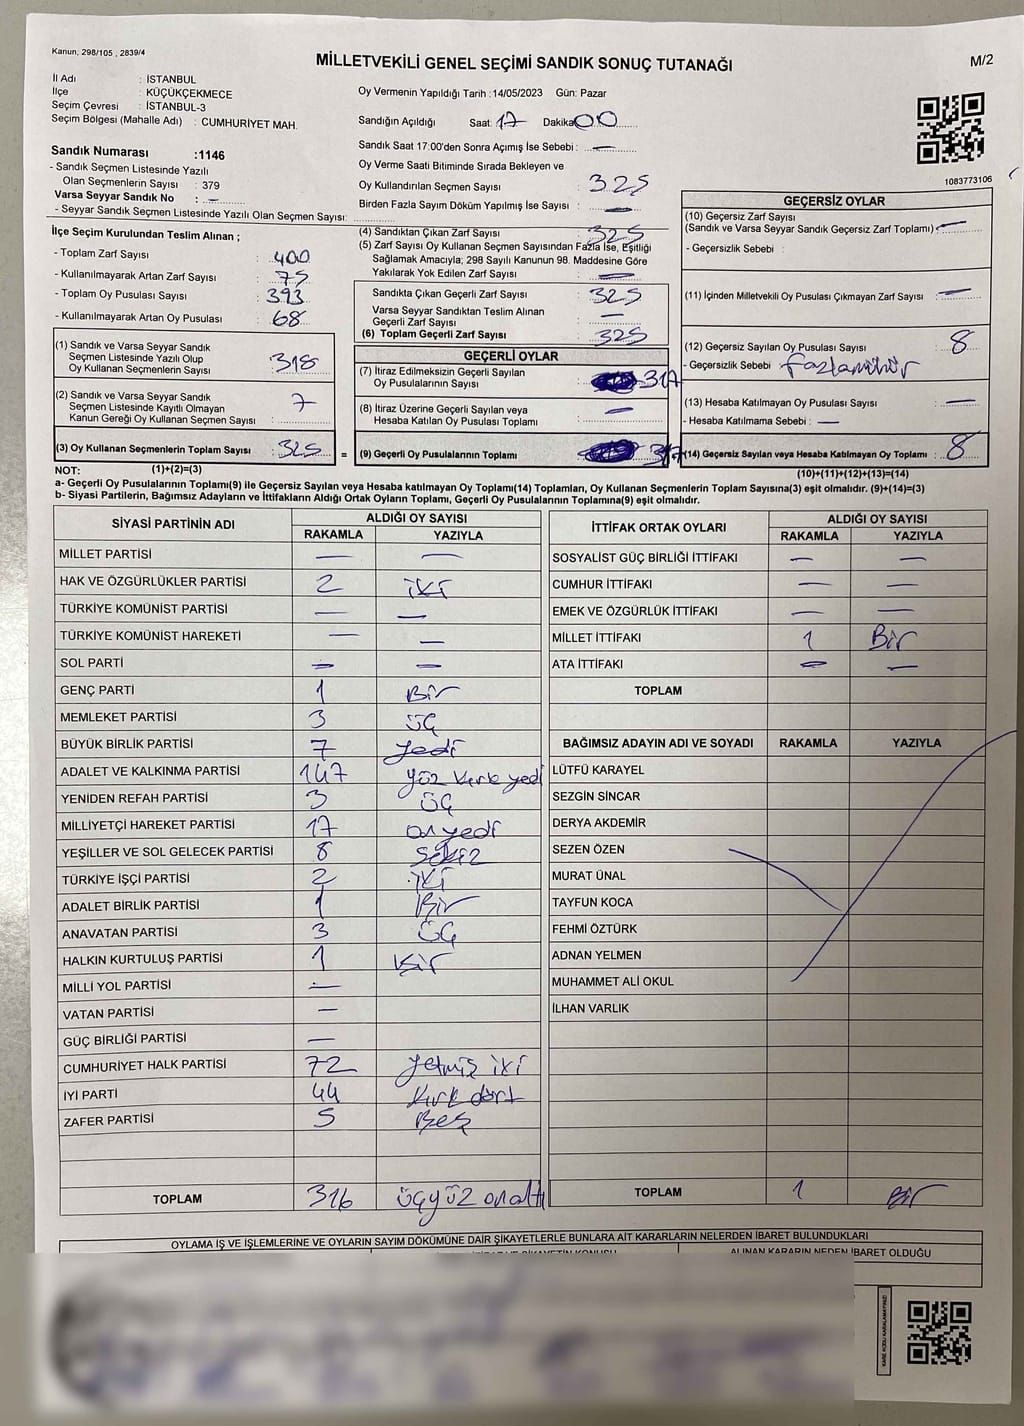 Kanun, 298/105 , 2839/4
MİLLETVEKİLİ GENEL SEÇİMİ SANDIK SONUÇ TUTANAĞI
M/2
İl Adı : İSTANBUL
İlçe : KÜÇÜKÇEKMECE
Seçim Çevresi : İSTANBUL-3
Seçim Bölgesi (Mahalle Adı) : CUMHURİYET MAH.
Oy Vermenin Yapıldığı Tarih :14/05/2023 Gün: Pazar
Sandığın Açıldığı Saat: 17 Dakika 00
Sandık Saat 17:00'den Sonra Açımış İse Sebebi : —
Oy Verme Saati Bitiminde Sırada Bekleyen ve
Oy Kullandırılan Seçmen Sayısı : 325
Birden Fazla Sayım Döküm Yapılmış İse Sayısı : —
1083773106
Sandık Numarası :1146
- Sandık Seçmen Listesinde Yazılı
Olan Seçmenlerin Sayısı : 379
Varsa Seyyar Sandık No : —
- Seyyar Sandık Seçmen Listesinde Yazılı Olan Seçmen Sayısı:
İlçe Seçim Kurulundan Teslim Alınan ;
- Toplam Zarf Sayısı : 400
- Kullanılmayarak Artan Zarf Sayısı : 75
- Toplam Oy Pusulası Sayısı : 393
- Kullanılmayarak Artan Oy Pusulası : 68
(4) Sandıktan Çıkan Zarf Sayısı : 325
(5) Zarf Sayısı Oy Kullanan Seçmen Sayısından Fazla İse, Eşitliği
Sağlamak Amacıyla; 298 Sayılı Kanunun 98. Maddesine Göre
Yakılarak Yok Edilen Zarf Sayısı : —
Sandıkta Çıkan Geçerli Zarf Sayısı : 325
Varsa Seyyar Sandıktan Teslim Alınan
Geçerli Zarf Sayısı : —
(6) Toplam Geçerli Zarf Sayısı : 325
GEÇERSİZ OYLAR
(10) Geçersiz Zarf Sayısı
(Sandık ve Varsa Seyyar Sandık Geçersiz Zarf Toplamı) : —
- Geçersizlik Sebebi :
(11) İçinden Milletvekili Oy Pusulası Çıkmayan Zarf Sayısı : —
(12) Geçersiz Sayılan Oy Pusulası Sayısı : 8
- Geçersizlik Sebebi :
(13) Hesaba Katılmayan Oy Pusulası Sayısı : —
- Hesaba Katılmama Sebebi : —
(14) Geçersiz Sayılan veya Hesaba Katılmayan Oy Toplamı : 8
(10)+(11)+(12)+(13)=(14)
(1) Sandık ve Varsa Seyyar Sandık
Seçmen Listesinde Yazılı Olup
Oy Kullanan Seçmenlerin Sayısı : 318
(2) Sandık ve Varsa Seyyar Sandık
Seçmen Listesinde Kayıtlı Olmayan
Kanun Gereği Oy Kullanan Seçmen Sayısı : 7
(3) Oy Kullanan Seçmenlerin Toplam Sayısı : 325 =
(1)+(2)=(3)
GEÇERLİ OYLAR
(7) İtiraz Edilmeksizin Geçerli Sayılan
Oy Pusulalarının Sayısı : 317
(8) İtiraz Üzerine Geçerli Sayılan veya
Hesaba Katılan Oy Pusulası Toplamı : —
(9) Geçerli Oy Pusulalarının Toplamı : 317
NOT:
a- Geçerli Oy Pusulalarının Toplamı(9) ile Geçersiz Sayılan veya Hesaba katılmayan Oy Toplamı(14) Toplamları, Oy Kullanan Seçmenlerin Toplam Sayısına(3) eşit olmalıdır. (9)+(14)=(3)
b- Siyasi Partilerin, Bağımsız Adayların ve İttifakların Aldığı Ortak Oyların Toplamı, Geçerli Oy Pusulalarının Toplamına(9) eşit olmalıdır.
SİYASİ PARTİNİN ADI ALDIĞI OY SAYISI
RAKAMLA YAZIYLA
MİLLET PARTİSİ — —
HAK VE ÖZGÜRLÜKLER PARTİSİ 2 iki
TÜRKİYE KOMÜNİST PARTİSİ — —
TÜRKİYE KOMÜNİST HAREKETİ — —
SOL PARTİ — —
GENÇ PARTİ 1 Bir
MEMLEKET PARTİSİ 3 üç
BÜYÜK BİRLİK PARTİSİ 7 yedi
ADALET VE KALKINMA PARTİSİ 147 yüz kırk yedi
YENİDEN REFAH PARTİSİ 3 üç
MİLLİYETÇİ HAREKET PARTİSİ 17 on yedi
YEŞİLLER VE SOL GELECEK PARTİSİ 8 sekiz
TÜRKİYE İŞÇİ PARTİSİ 2 iki
ADALET BİRLİK PARTİSİ 1 Bir
ANAVATAN PARTİSİ 3 üç
HALKIN KURTULUŞ PARTİSİ 1 Bir
MİLLİ YOL PARTİSİ —
VATAN PARTİSİ —
GÜÇ BİRLİĞİ PARTİSİ —
CUMHURİYET HALK PARTİSİ 72 yetmiş iki
İYİ PARTİ 44 kırk dört
ZAFER PARTİSİ 5 Beş
TOPLAM 316 üçyüz on altı
İTTİFAK ORTAK OYLARI ALDIĞI OY SAYISI
RAKAMLA YAZIYLA
SOSYALİST GÜÇ BİRLİĞİ İTTİFAKI — —
CUMHUR İTTİFAKI — —
EMEK VE ÖZGÜRLÜK İTTİFAKI — —
MİLLET İTTİFAKI 1 Bir
ATA İTTİFAKI — —
TOPLAM
BAĞIMSIZ ADAYIN ADI VE SOYADI RAKAMLA YAZIYLA
LÜTFÜ KARAYEL
SEZGİN SİNCAR
DERYA AKDEMİR
SEZEN ÖZEN
MURAT ÜNAL
TAYFUN KOCA
FEHMİ ÖZTÜRK
ADNAN YELMEN
MUHAMMET ALİ OKUL
İLHAN VARLIK
TOPLAM 1 Bir
OYLAMA İŞ VE İŞLEMLERİNE VE OYLARIN SAYIM DÖKÜMÜNE DAİR ŞİKAYETLERLE BUNLARA AİT KARARLARIN NELERDEN İBARET BULUNDUKLARI
ALINAN KARARIN NEDEN İBARET OLDUĞU
KARE KODU KARALAMAYINIZ!